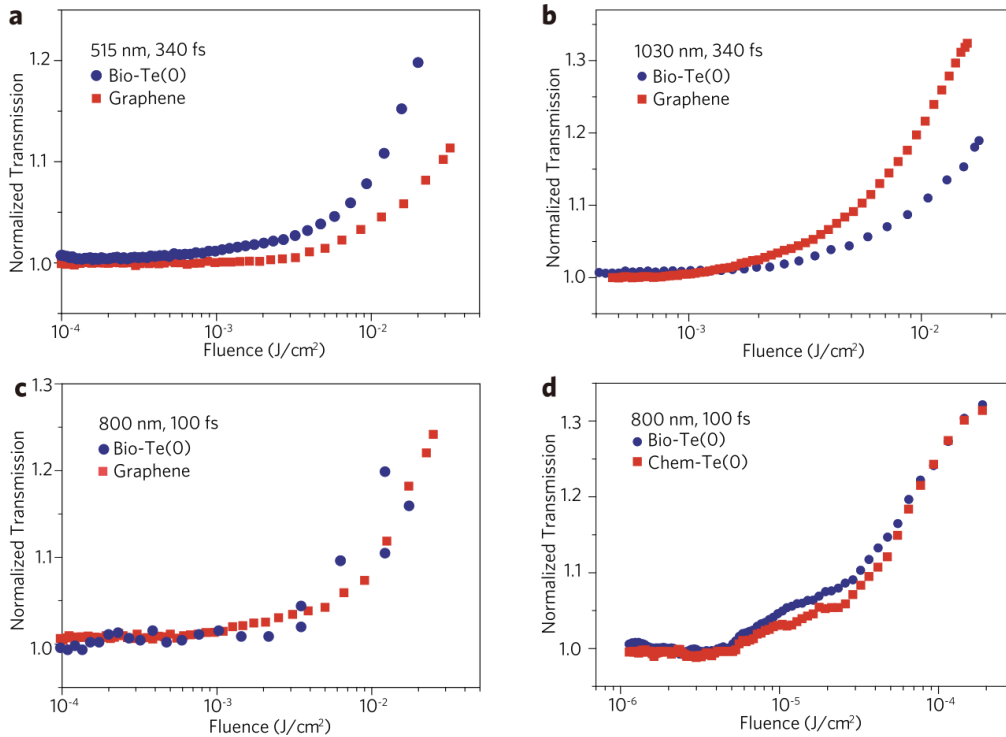 a
515 nm, 340 fs
Bio-Te(0)
Graphene
1.2
1.1
1.0
Normalized Transmission
10-4
10-3
10-2
Fluence (J/cm2)
b
1030 nm, 340 fs
Bio-Te(0)
Graphene
1.3
1.2
1.1
1.0
Normalized Transmission
10-3
10-2
Fluence (J/cm2)
c
800 nm, 100 fs
Bio-Te(0)
Graphene
1.3
1.2
1.1
1.0
Normalized Transmission
10-4
10-3
10-2
Fluence (J/cm2)
d
800 nm, 100 fs
Bio-Te(0)
Chem-Te(0)
1.3
1.2
1.1
1.0
Normalized Transmission
10-6
10-5
10-4
Fluence (J/cm2)